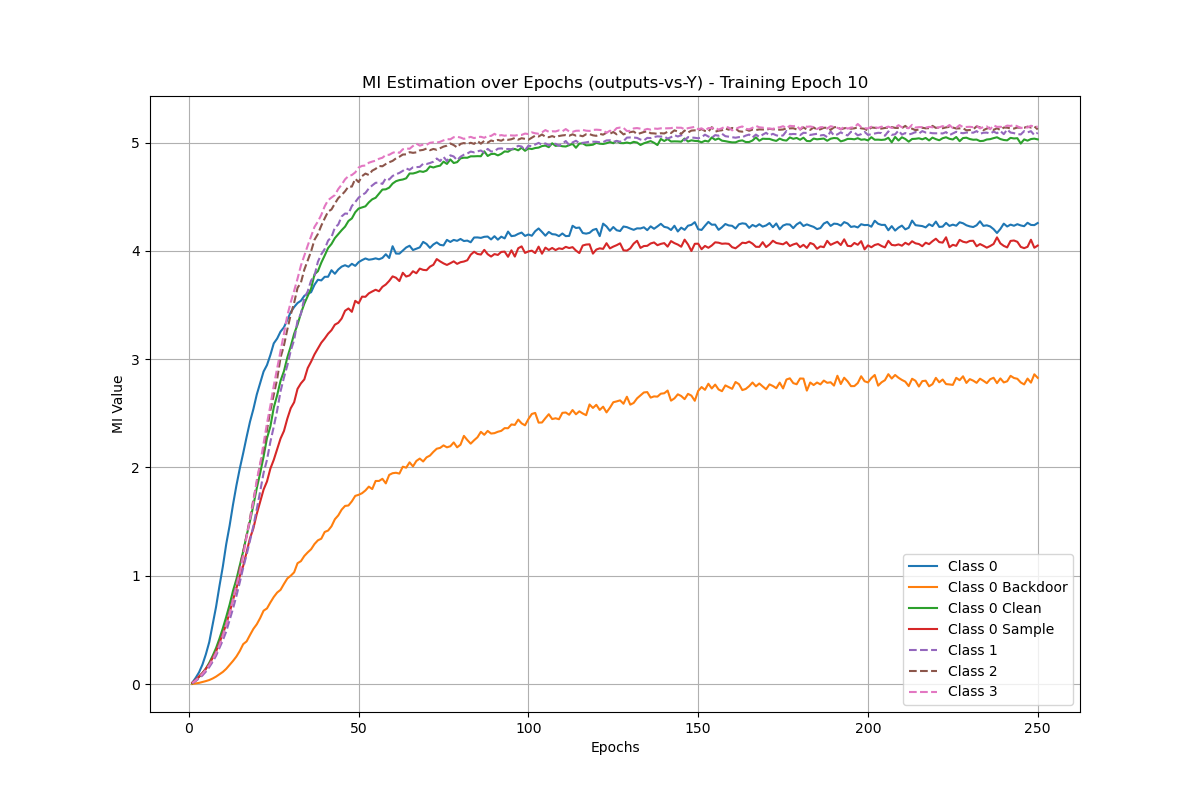 MI Estimation over Epochs (outputs-vs-Y) - Training Epoch 10
MI Value
5
4
3
2
1
0
0 50 100 150 200 250
Epochs
Class 0
Class 0 Backdoor
Class 0 Clean
Class 0 Sample
Class 1
Class 2
Class 3